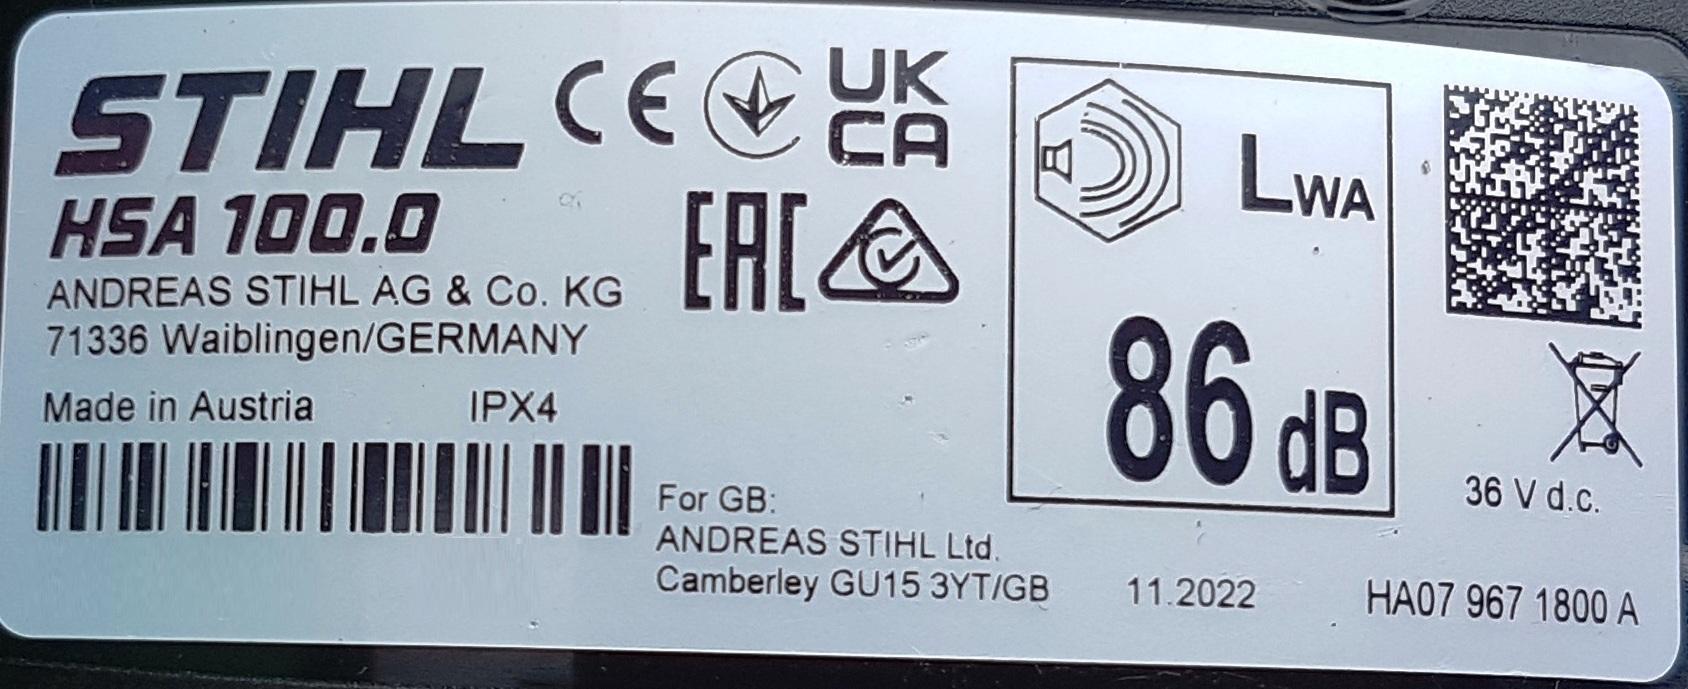 STIHL
HSA 100.0
ANDREAS STIHL AG & Co. KG
71336 Waiblingen/GERMANY
Made in Austria IPX4
CE
UK
CA
EAC
LWA
86 dB
36 V d.c.
For GB:
ANDREAS STIHL Ltd.
Camberley GU15 3YT/GB
11.2022
HA07 967 1800 A